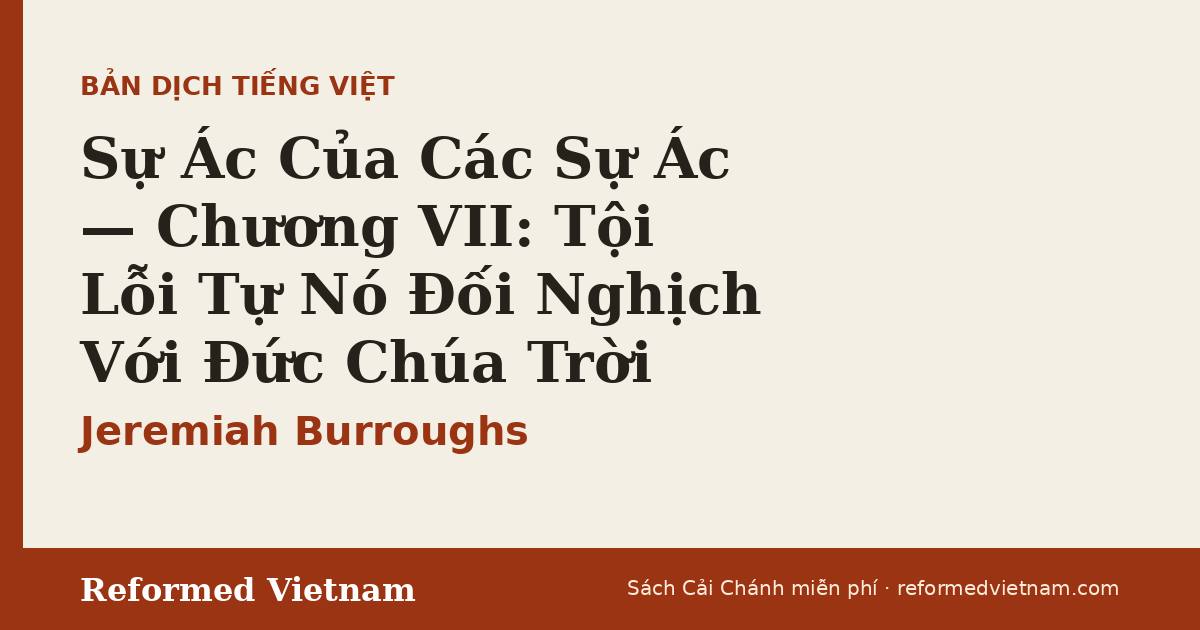 BẢN DỊCH TIẾNG VIỆT
Sự Ác Của Các Sự Ác
— Chương VII: Tội
Lỗi Tự Nó Đối Nghịch
Với Đức Chúa Trời
Jeremiah Burroughs
Reformed Vietnam
Sách Cải Chánh miễn phí · reformedvietnam.com